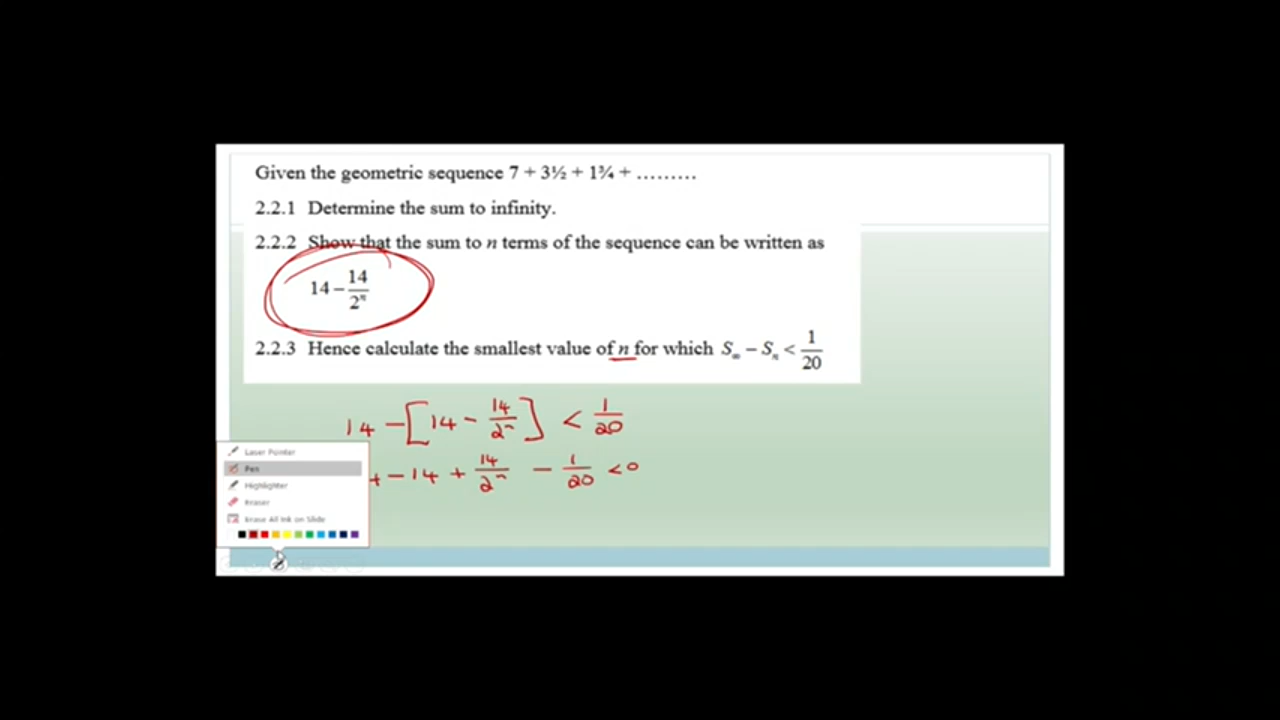 Given the geometric sequence 7 + 3½ + 1¾ + ………
2.2.1 Determine the sum to infinity.
2.2.2 Show that the sum to n terms of the sequence can be written as
14 − 14/2ⁿ
2.2.3 Hence calculate the smallest value of n for which S∞ − Sₙ < 1/20
14 − [14 − 14/2ⁿ] < 1/20
− 14 + 14/2ⁿ − 1/20 < 0
Laser Pointer
Pen
Highlighter
Eraser
Erase All Ink on Slide